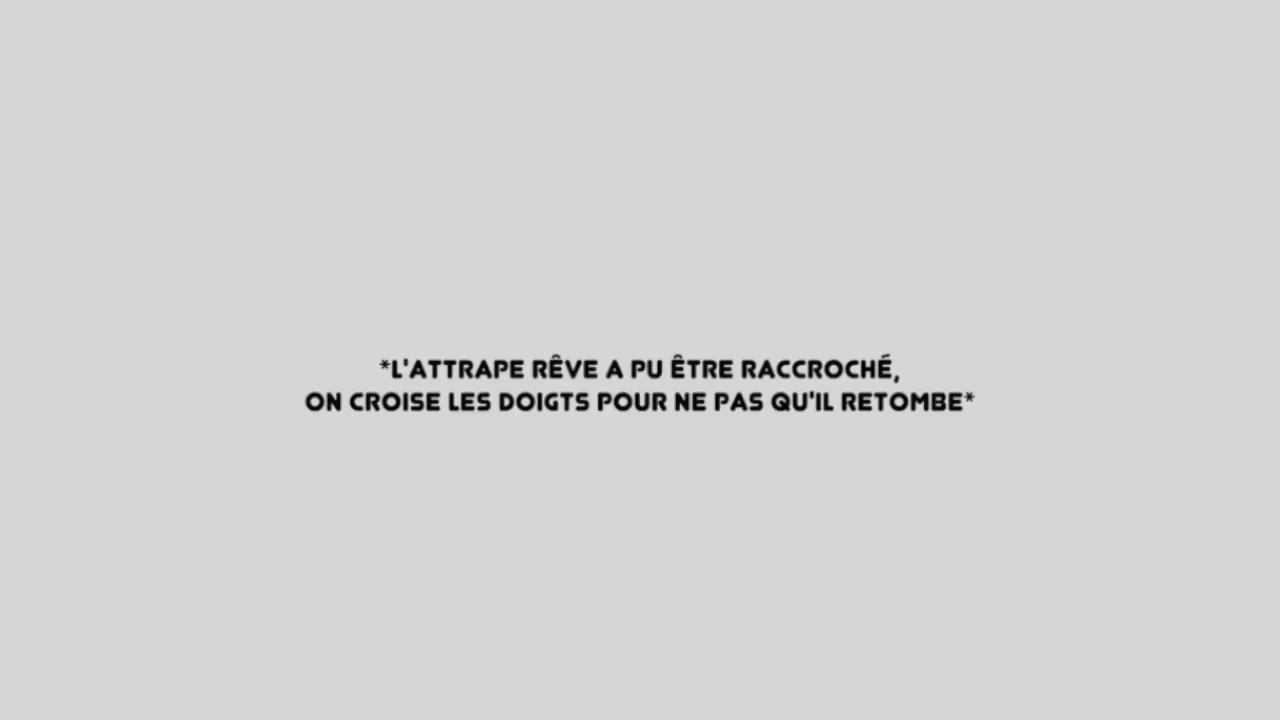 *L'ATTRAPE RÊVE A PU ÊTRE RACCROCHÉ,
ON CROISE LES DOIGTS POUR NE PAS QU'IL RETOMBE*